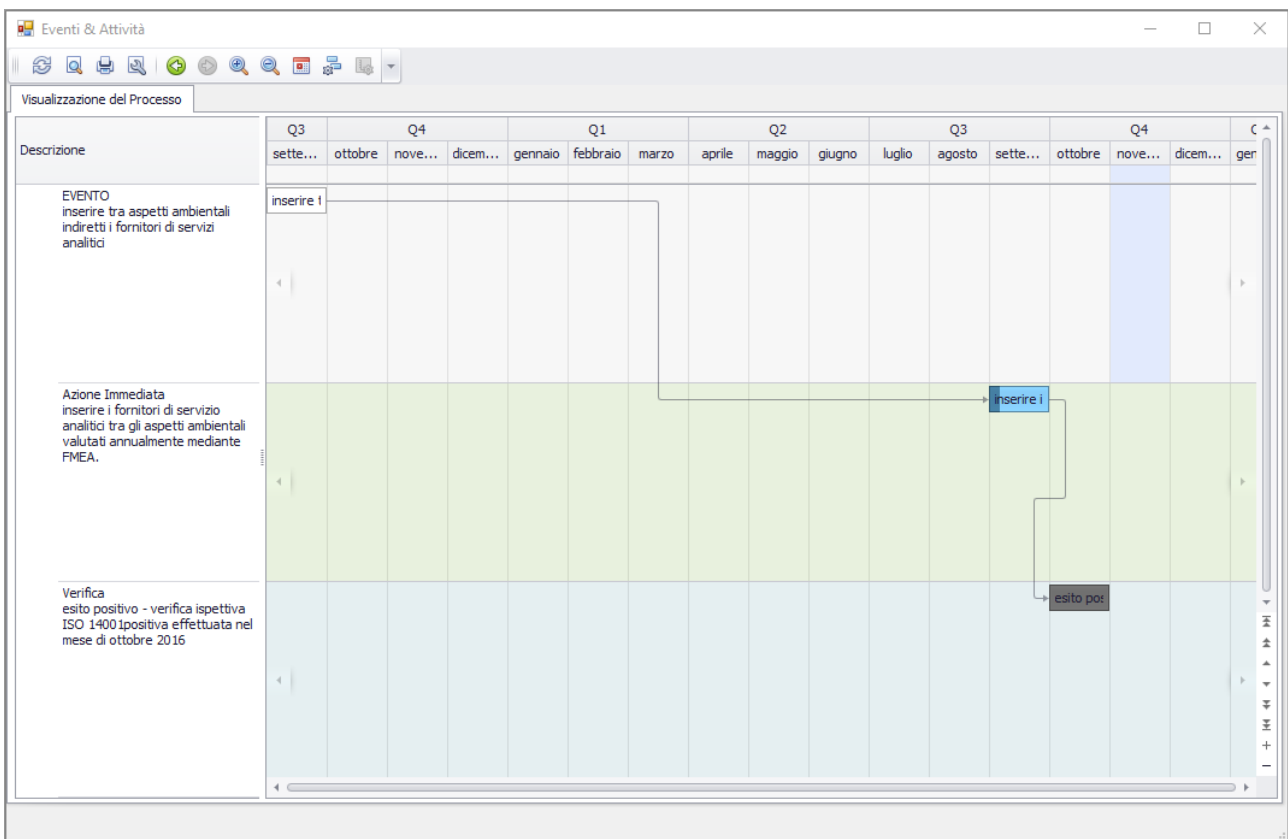 Eventi & Attività
Visualizzazione del Processo
Descrizione
Q3 Q4 Q1 Q2 Q3 Q4
sette... ottobre nove... dicem... gennaio febbraio marzo aprile maggio giugno luglio agosto sette... ottobre nove... dicem... gen
EVENTO
inserire tra aspetti ambientali
indiretti i fornitori di servizi
analitici
inserire t
Azione Immediata
inserire i fornitori di servizio
analitici tra gli aspetti ambientali
valutati annualmente mediante
FMEA.
inserire i
Verifica
esito positivo - verifica ispettiva
ISO 14001positiva effettuata nel
mese di ottobre 2016
esito pos